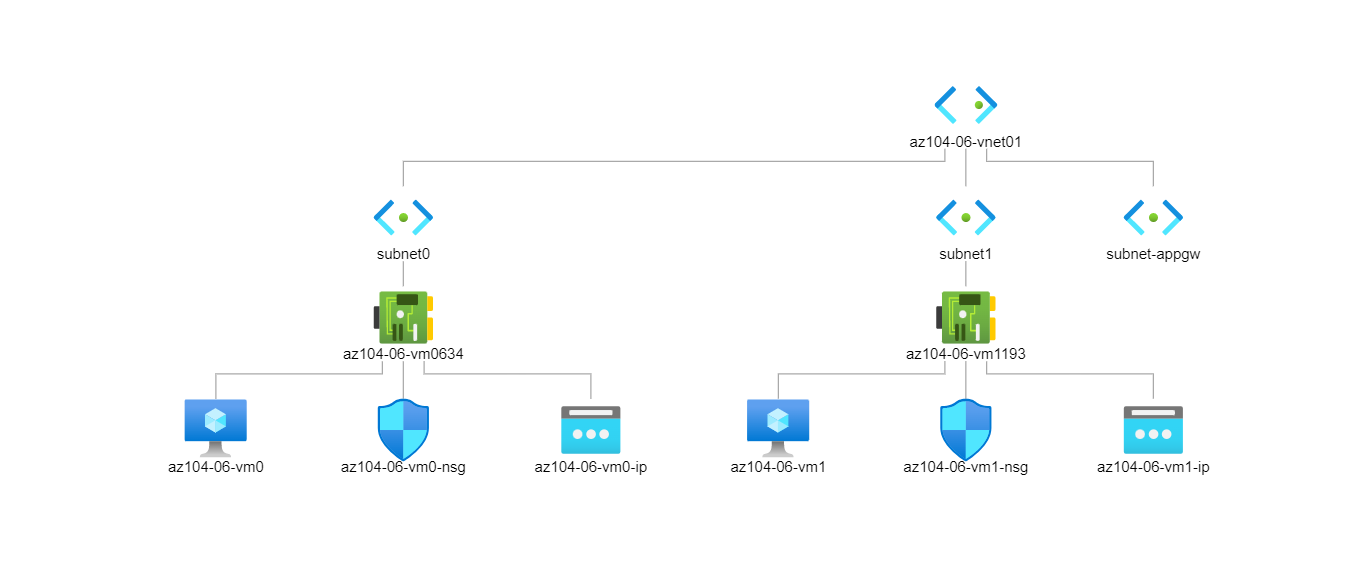 az104-06-vnet01
subnet0
subnet1
subnet-appgw
az104-06-vm0634
az104-06-vm1193
az104-06-vm0
az104-06-vm0-nsg
az104-06-vm0-ip
az104-06-vm1
az104-06-vm1-nsg
az104-06-vm1-ip